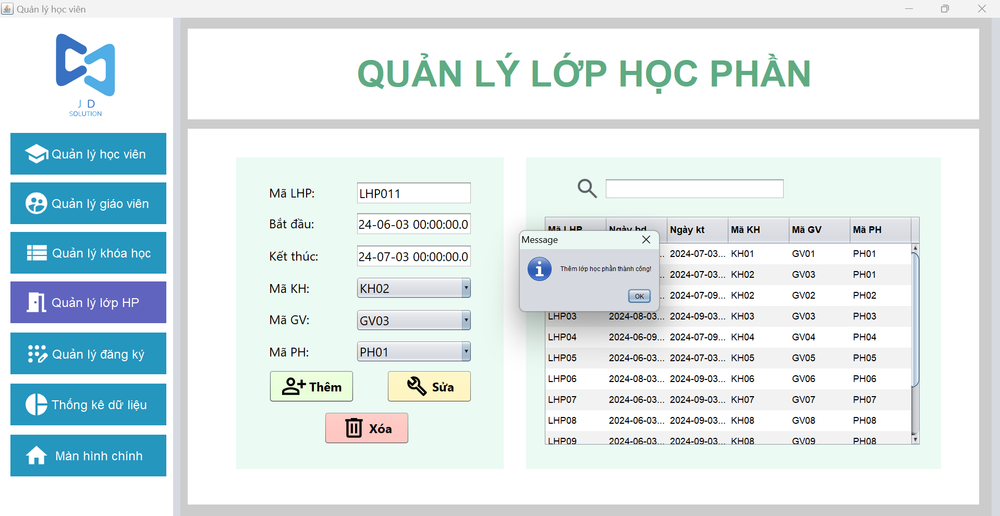 Quản lý học viên
J D
SOLUTION
Quản lý học viên
Quản lý giáo viên
Quản lý khóa học
Quản lý lớp HP
Quản lý đăng ký
Thống kê dữ liệu
Màn hình chính
QUẢN LÝ LỚP HỌC PHẦN
Mã LHP: LHP011
Bắt đầu: 24-06-03 00:00:00.0
Kết thúc: 24-07-03 00:00:00.0
Mã KH: KH02
Mã GV: GV03
Mã PH: PH01
Thêm
Sửa
Xóa
Mã LHP Ngày bd Ngày kt Mã KH Mã GV Mã PH
.. 2024-07-03... KH01 GV01 PH01
.. 2024-07-03... KH02 GV03 PH01
.. 2024-07-09... KH02 GV02 PH02
LHP03 2024-08-03... 2024-09-03... KH03 GV03 PH03
LHP04 2024-06-09... 2024-07-09... KH04 GV04 PH04
LHP05 2024-06-03... 2024-07-03... KH05 GV05 PH05
LHP06 2024-08-03... 2024-09-03... KH06 GV06 PH06
LHP07 2024-06-03... 2024-09-03... KH07 GV07 PH07
LHP08 2024-06-03... 2024-09-03... KH08 GV08 PH08
LHP09 2024-06-03... 2024-09-03... KH08 GV09 PH08
Message
Thêm lớp học phần thành công!
OK